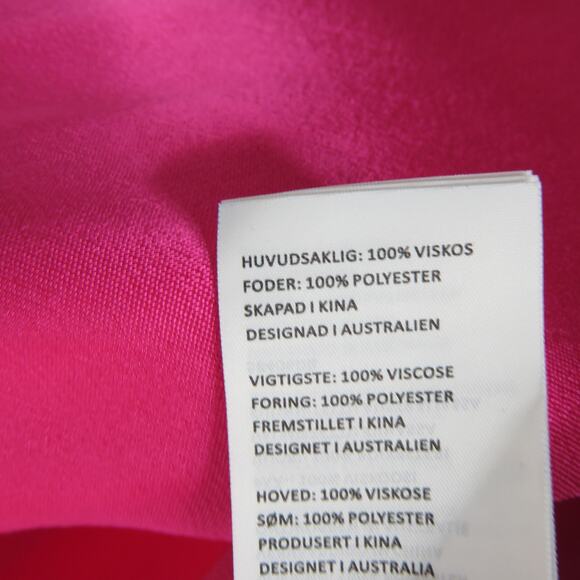 HUVUDSAKLIG: 100% VISKOS
FODER: 100% POLYESTER
SKAPAD I KINA
DESIGNAD I AUSTRALIEN
VIGTIGSTE: 100% VISCOSE
FORING: 100% POLYESTER
FREMSTILLET I KINA
DESIGNET I AUSTRALIEN
HOVED: 100% VISKOSE
SØM: 100% POLYESTER
PRODUSERT I KINA
DESIGNET I AUSTRALIA